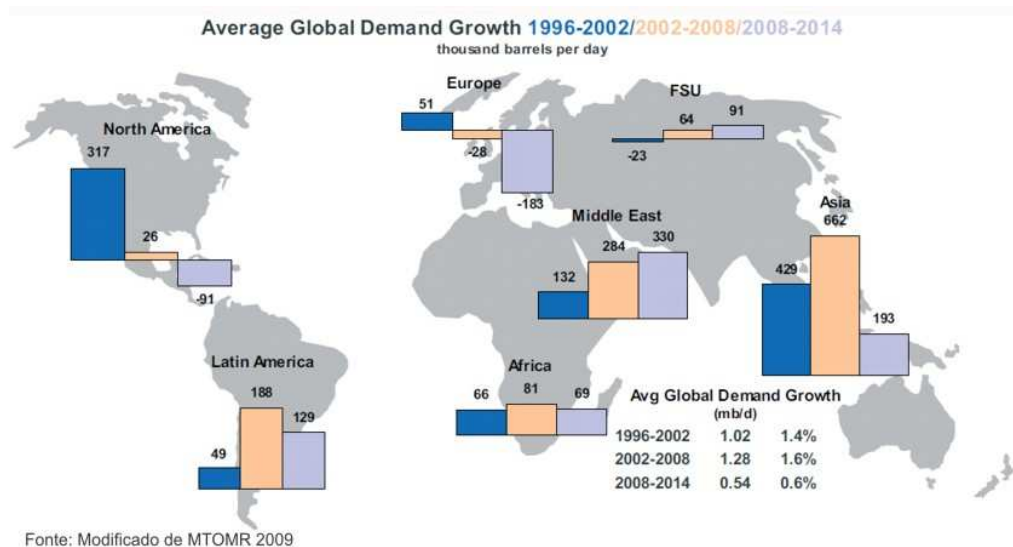 Average Global Demand Growth 1996-2002/2002-2008/2008-2014
thousand barrels per day
North America
317
26
-91
Europe
51
-28
-183
FSU
-23
64
91
Middle East
132
284
330
Asia
429
662
193
Latin America
49
188
129
Africa
66
81
69
Avg Global Demand Growth
(mb/d)
1996-2002 1.02 1.4%
2002-2008 1.28 1.6%
2008-2014 0.54 0.6%
Fonte: Modificado de MTOMR 2009